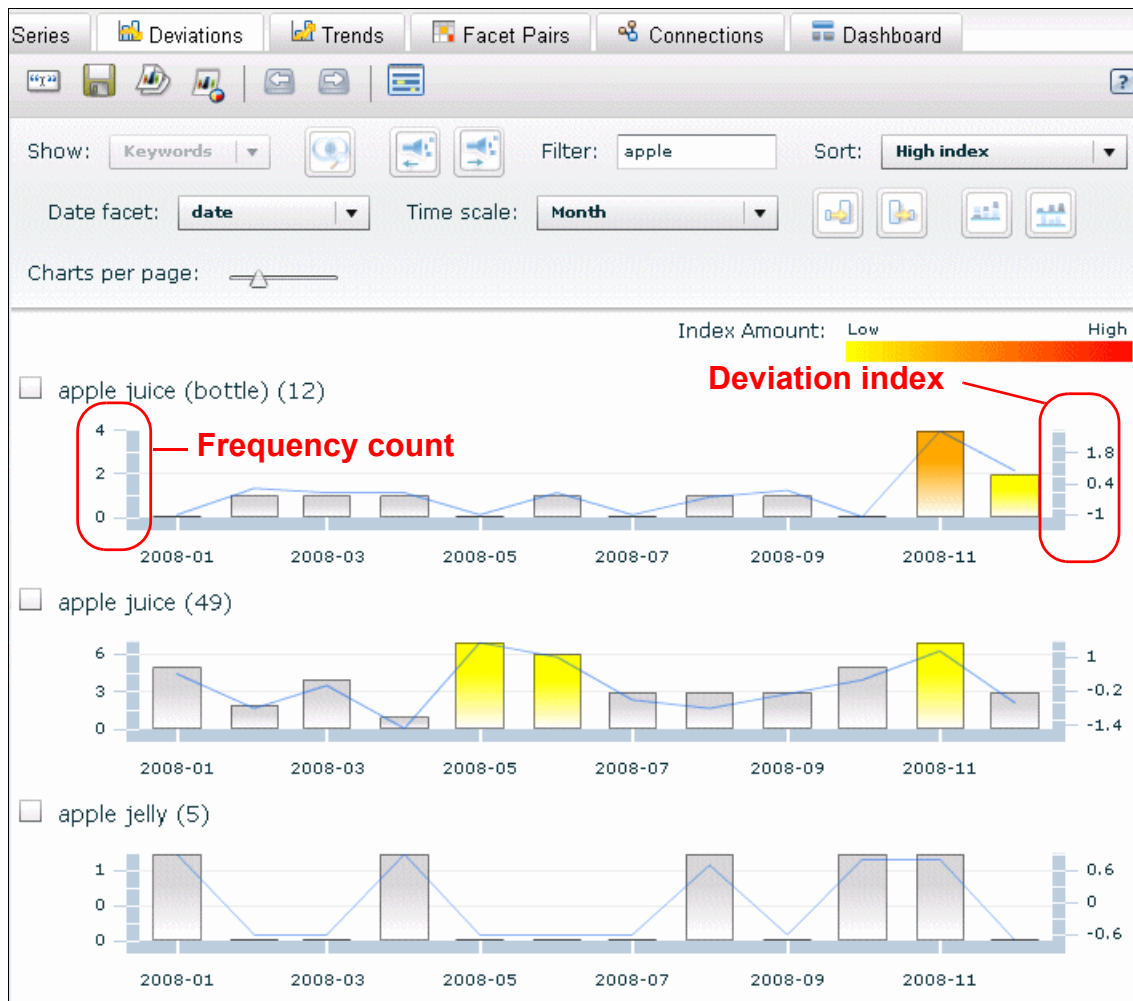 Series Deviations Trends Facet Pairs Connections Dashboard
?
Show: Keywords Filter: apple Sort: High index
Date facet: date Time scale: Month
Charts per page:
Index Amount: Low High
Deviation index
apple juice (bottle) (12)
Frequency count
4
2
0
1.8
0.4
-1
2008-01 2008-03 2008-05 2008-07 2008-09 2008-11
apple juice (49)
6
3
0
1
-0.2
-1.4
2008-01 2008-03 2008-05 2008-07 2008-09 2008-11
apple jelly (5)
1
0
0
0.6
0
-0.6
2008-01 2008-03 2008-05 2008-07 2008-09 2008-11